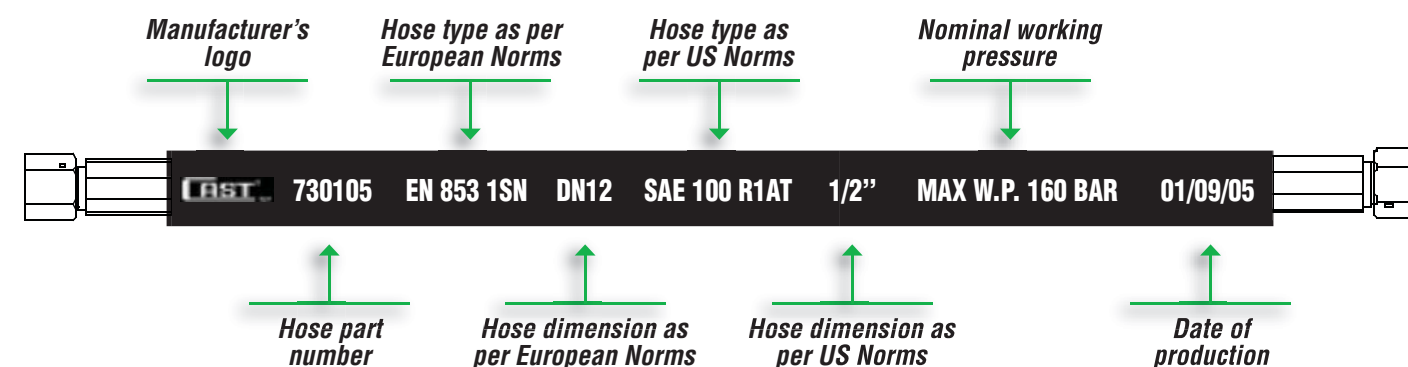 Manufacturer's
logo
Hose type as per
European Norms
Hose type as
per US Norms
Nominal working
pressure
CAST 730105 EN 853 1SN DN12 SAE 100 R1AT 1/2’’ MAX W.P. 160 BAR 01/09/05
Hose part
number
Hose dimension as
per European Norms
Hose dimension as
per US Norms
Date of
production